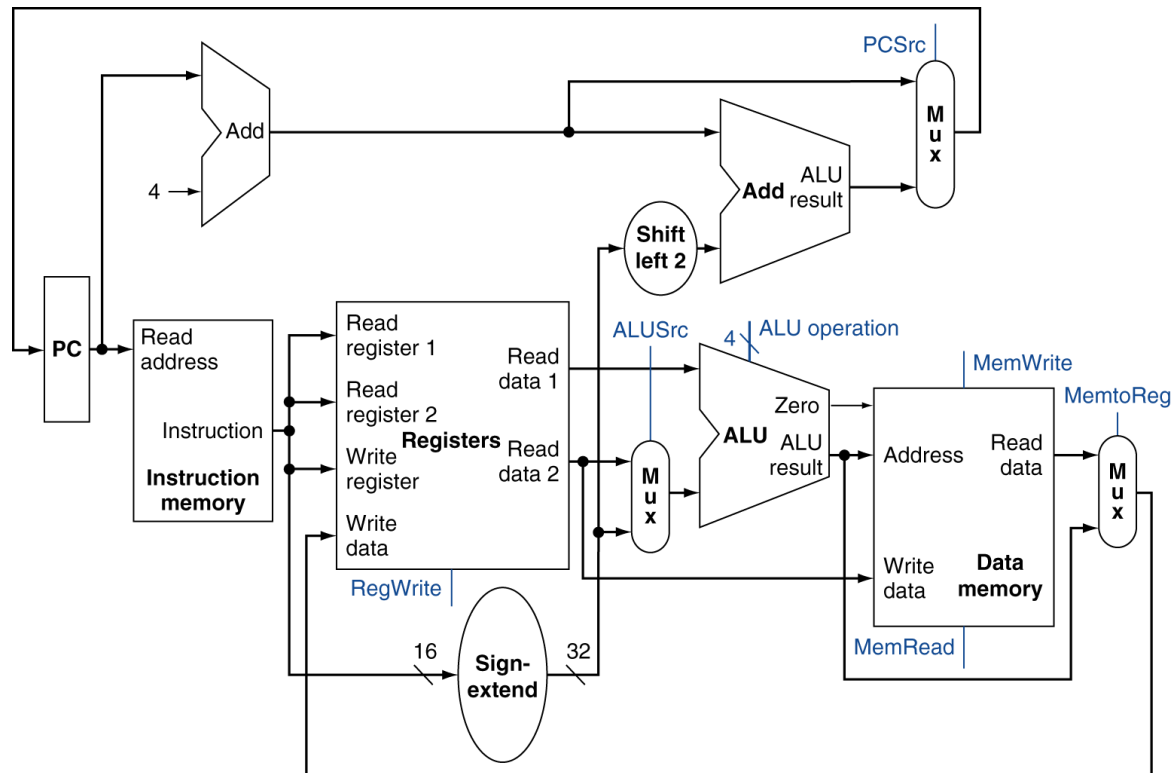 PCSrc
Add
4
M
u
x
Add
ALU
result
Shift
left 2
PC
Read
address
Instruction
Instruction
memory
Read
register 1
Read
register 2
Write
register
Write
data
Registers
Read
data 1
Read
data 2
RegWrite
16
Sign-
extend
32
ALUSrc
M
u
x
4
ALU operation
Zero
ALU
ALU
result
MemWrite
Address
Read
data
Write
data
Data
memory
MemRead
MemtoReg
M
u
x